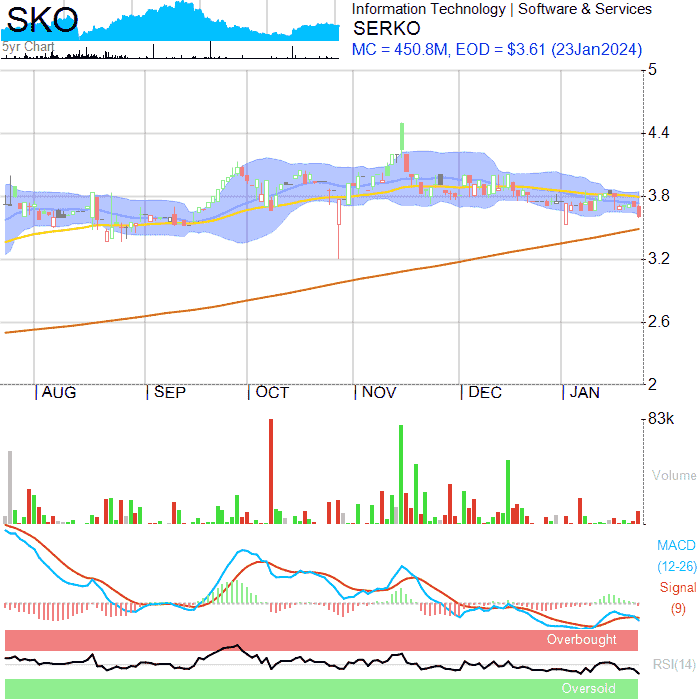 SKO
5yr Chart
Information Technology | Software & Services
SERKO
MC = 450.8M, EOD = $3.61 (23Jan2024)
5
4.4
3.8
3.2
2.6
2
|AUG |SEP |OCT |NOV |DEC |JAN
83k
Volume
MACD
(12-26)
Signal
(9)
Overbought
RSI(14)
Oversold